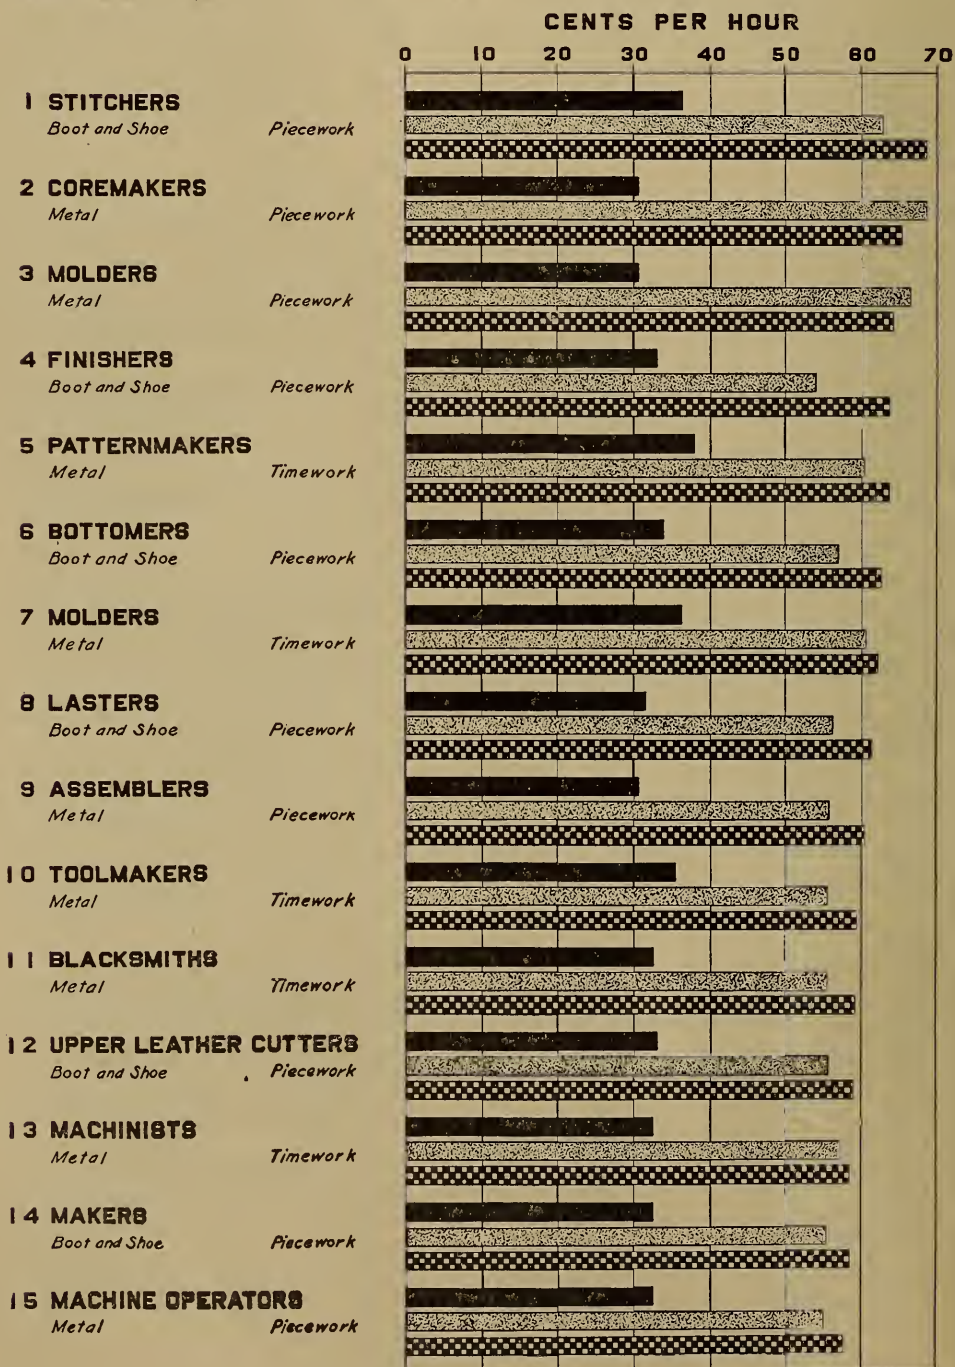 CENTS PER HOUR
0 10 20 30 40 50 60 70
1 STITCHERS
Boot and Shoe Piecework
2 COREMAKERS
Metal Piecework
3 MOLDERS
Metal Piecework
4 FINISHERS
Boot and Shoe Piecework
5 PATTERNMAKERS
Metal Timework
6 BOTTOMERS
Boot and Shoe Piecework
7 MOLDERS
Metal Timework
8 LASTERS
Boot and Shoe Piecework
9 ASSEMBLERS
Metal Piecework
10 TOOLMAKERS
Metal Timework
11 BLACKSMITHS
Metal Timework
12 UPPER LEATHER CUTTERS
Boot and Shoe Piecework
13 MACHINISTS
Metal Timework
14 MAKERS
Boot and Shoe Piecework
15 MACHINE OPERATORS
Metal Piecework